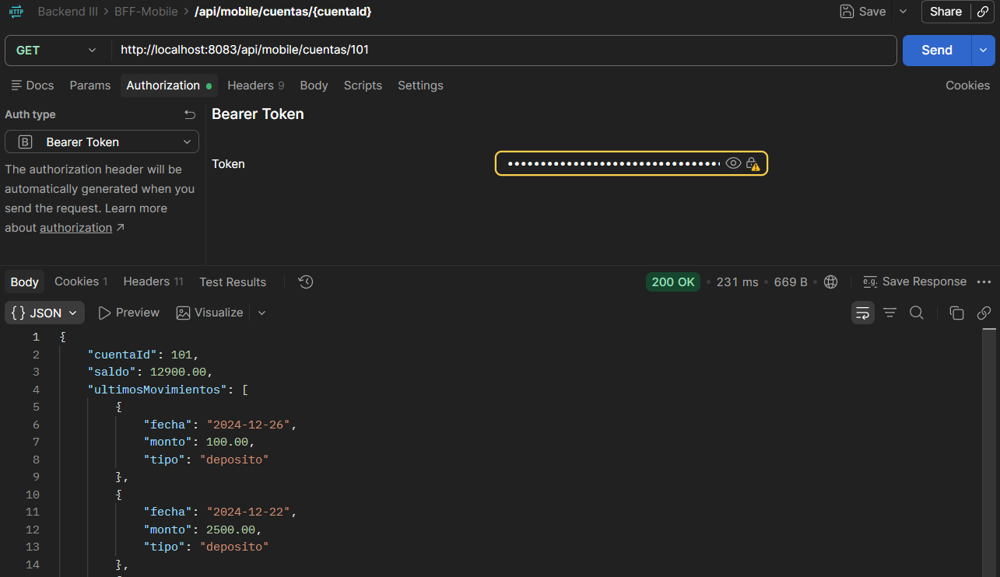 HTTP Backend III > BFF-Mobile > /api/mobile/cuentas/{cuentaId} Save Share
GET http://localhost:8083/api/mobile/cuentas/101 Send
Docs Params Authorization Headers 9 Body Scripts Settings Cookies
Auth type
B Bearer Token
The authorization header will be
automatically generated when you
send the request. Learn more
about authorization ↗
Bearer Token
Token ••••••••••••••••••••••••••••••••
Body Cookies 1 Headers 11 Test Results 200 OK • 231 ms • 669 B • e.g. Save Response •••
{} JSON Preview Visualize
1 {
2 "cuentaId": 101,
3 "saldo": 12900.00,
4 "ultimosMovimientos": [
5 {
6 "fecha": "2024-12-26",
7 "monto": 100.00,
8 "tipo": "deposito"
9 },
10 {
11 "fecha": "2024-12-22",
12 "monto": 2500.00,
13 "tipo": "deposito"
14 },